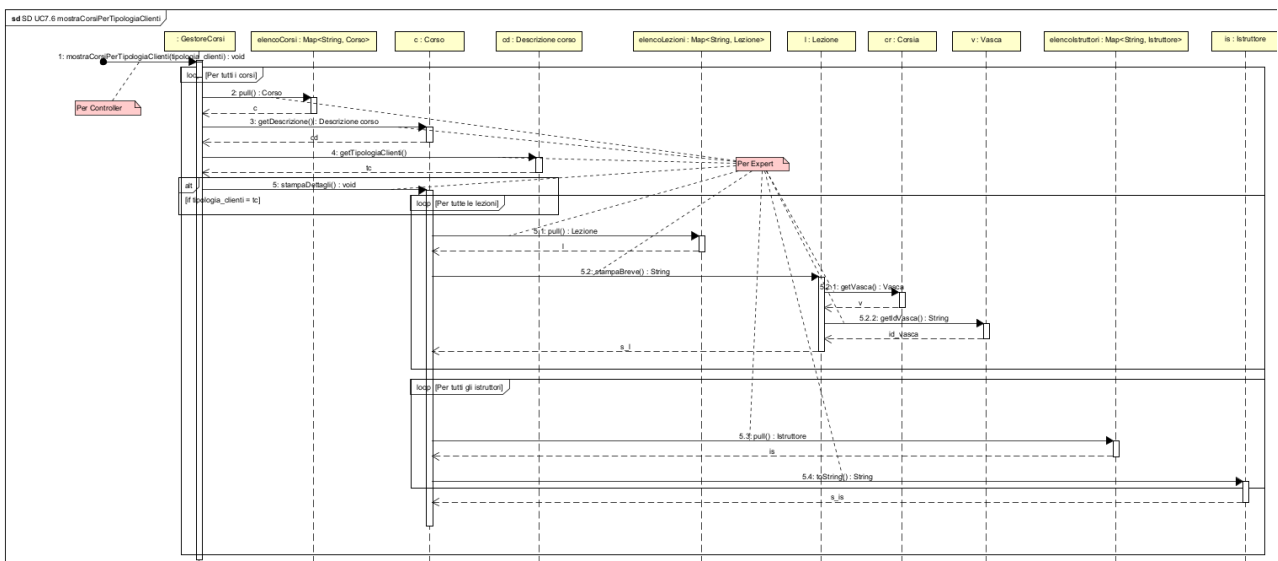 sd SD UC7.6 mostraCorsiPerTipologiaClienti
: GestoreCorsi
elencoCorsi : Map<String, Corso>
c : Corso
cd : Descrizione corso
elencoLezioni : Map<String, Lezione>
l : Lezione
cr : Corsia
v : Vasca
elencoIstruttori : Map<String, Istruttore>
is : Istruttore
1: mostraCorsiPerTipologiaClienti(tipologia_clienti) : void
loop [Per tutti i corsi]
2: pull() : Corso
Per Controller
c
3: getDescrizione() : Descrizione corso
cd
4: getTipologiaClienti()
Per Expert
tc
alt
5: stampaDettagli() : void
[if tipologia_clienti = tc]
loop [Per tutte le lezioni]
5.1: pull() : Lezione
l
5.2: stampaBreve() : String
5.2.1: getVasca() : Vasca
v
5.2.2: getIdVasca() : String
id_vasca
s_l
loop [Per tutti gli istruttori]
5.3: pull() : Istruttore
is
5.4: toString() : String
s_is